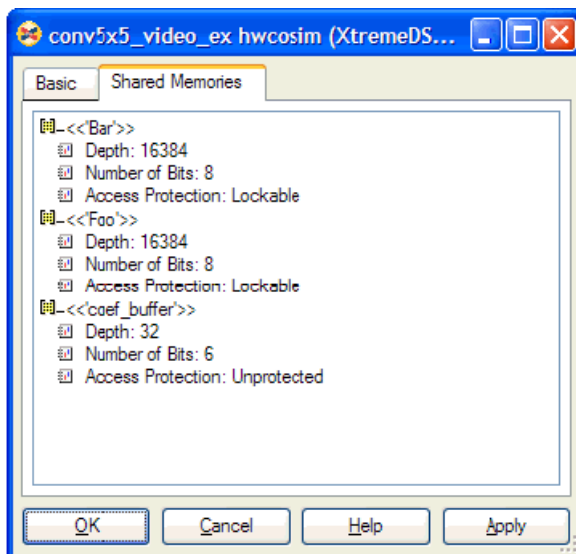 conv5x5_video_ex hwcosim (XtremeDS...
Basic
Shared Memories
<<'Bar'>>
Depth: 16384
Number of Bits: 8
Access Protection: Lockable
<<'Foo'>>
Depth: 16384
Number of Bits: 8
Access Protection: Lockable
<<'coef_buffer'>>
Depth: 32
Number of Bits: 6
Access Protection: Unprotected
OK
Cancel
Help
Apply